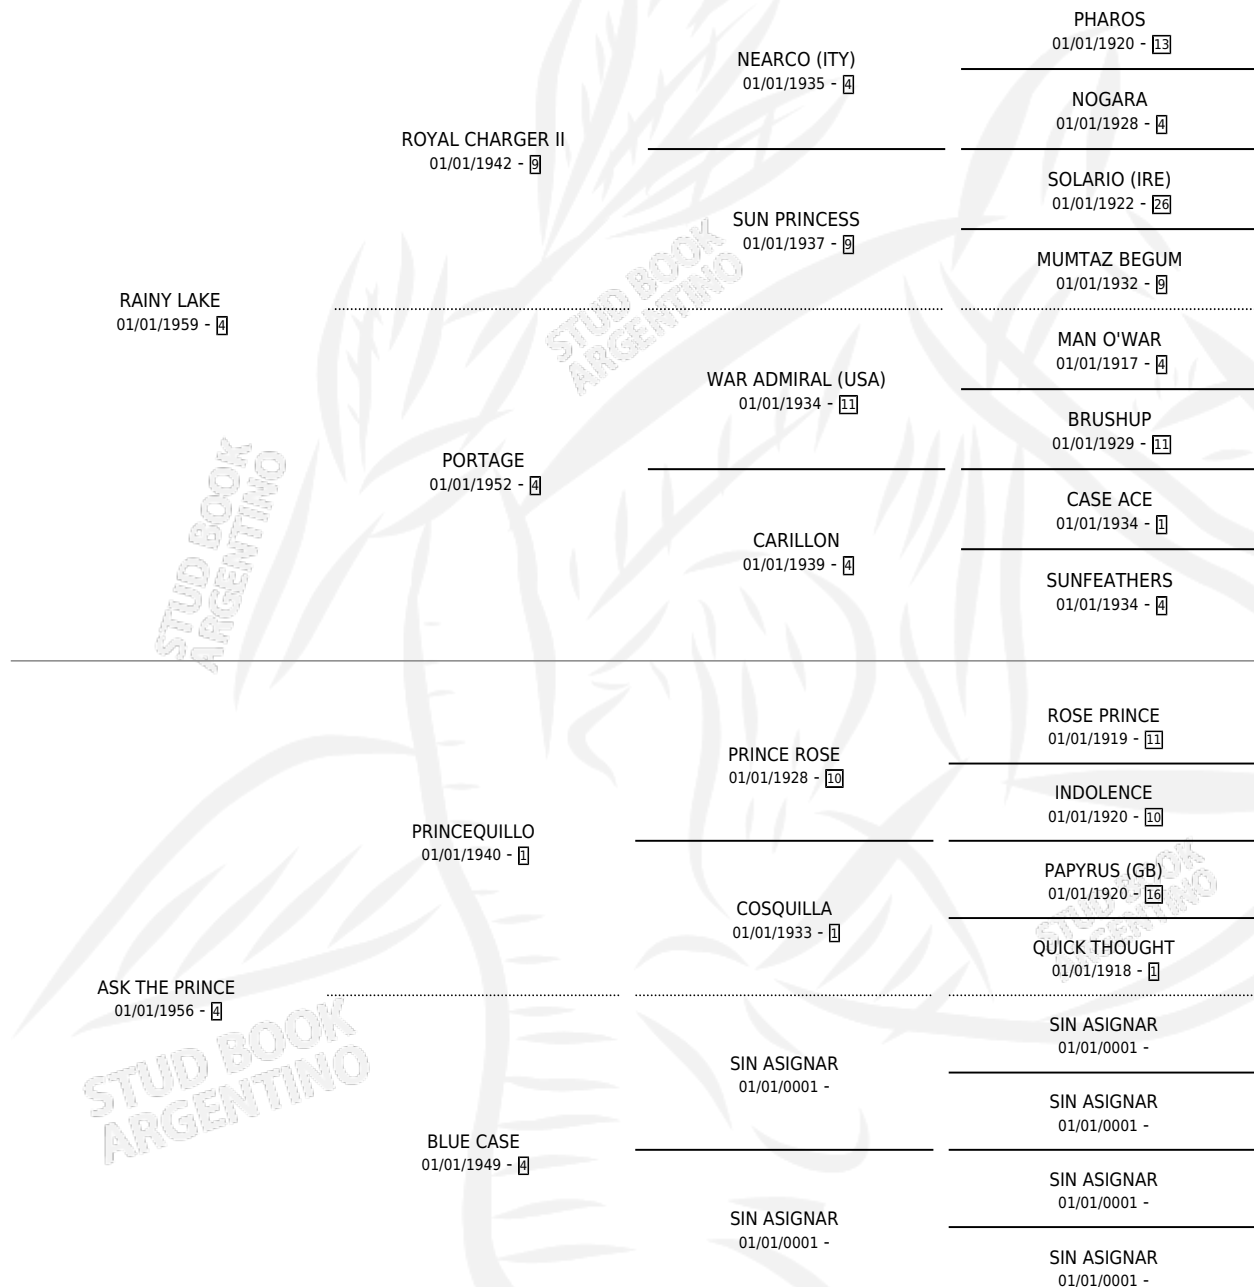 PHAROS
01/01/1920 - 13
NEARCO (ITY)
01/01/1935 - 4
NOGARA
01/01/1928 - 4
ROYAL CHARGER II
01/01/1942 - 9
SOLARIO (IRE)
01/01/1922 - 26
SUN PRINCESS
01/01/1937 - 9
MUMTAZ BEGUM
01/01/1932 - 9
RAINY LAKE
01/01/1959 - 4
MAN O'WAR
01/01/1917 - 4
WAR ADMIRAL (USA)
01/01/1934 - 11
BRUSHUP
01/01/1929 - 11
PORTAGE
01/01/1952 - 4
CASE ACE
01/01/1934 - 1
CARILLON
01/01/1939 - 4
SUNFEATHERS
01/01/1934 - 4
ROSE PRINCE
01/01/1919 - 11
PRINCE ROSE
01/01/1928 - 10
INDOLENCE
01/01/1920 - 10
PRINCEQUILLO
01/01/1940 - 1
PAPYRUS (GB)
01/01/1920 - 16
COSQUILLA
01/01/1933 - 1
QUICK THOUGHT
01/01/1918 - 1
ASK THE PRINCE
01/01/1956 - 4
SIN ASIGNAR
01/01/0001 -
SIN ASIGNAR
01/01/0001 -
SIN ASIGNAR
01/01/0001 -
BLUE CASE
01/01/1949 - 4
SIN ASIGNAR
01/01/0001 -
SIN ASIGNAR
01/01/0001 -
SIN ASIGNAR
01/01/0001 -
STUD BOOK
ARGENTINO
STUD BOOK
ARGENTINO
STUD BOOK
ARGENTINO
STUD BOOK
ARGENTINO